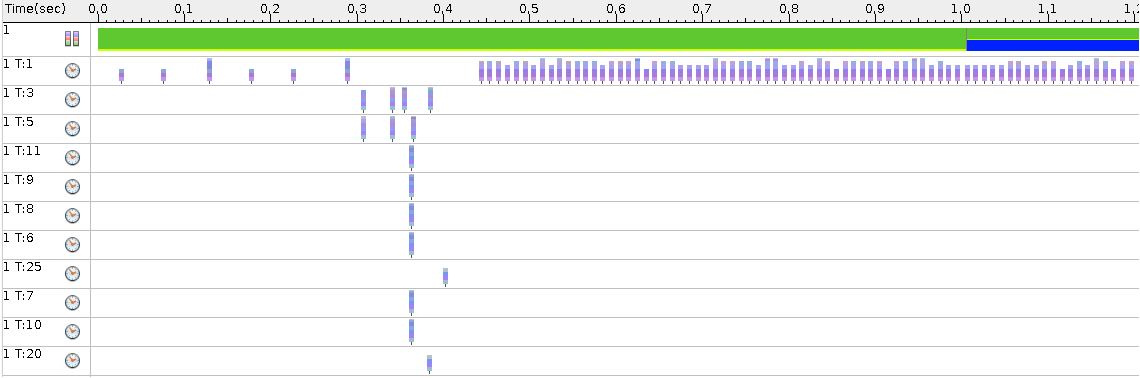 Time(sec) 0,0 0,1 0,2 0,3 0,4 0,5 0,6 0,7 0,8 0,9 1,0 1,1
1
1 T:1
1 T:3
1 T:5
1 T:11
1 T:9
1 T:8
1 T:6
1 T:25
1 T:7
1 T:10
1 T:20